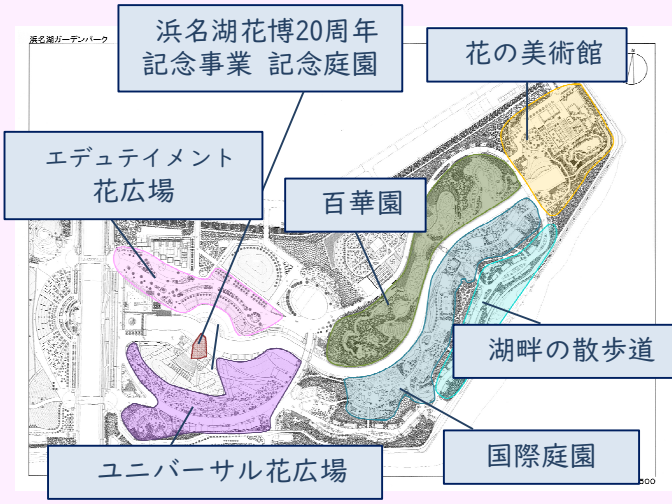 浜名湖花博20周年
記念事業 記念庭園
浜名湖ガーデンパーク
花の美術館
N
エデュテイメント
花広場
百華園
湖畔の散歩道
国際庭園
ユニバーサル花広場